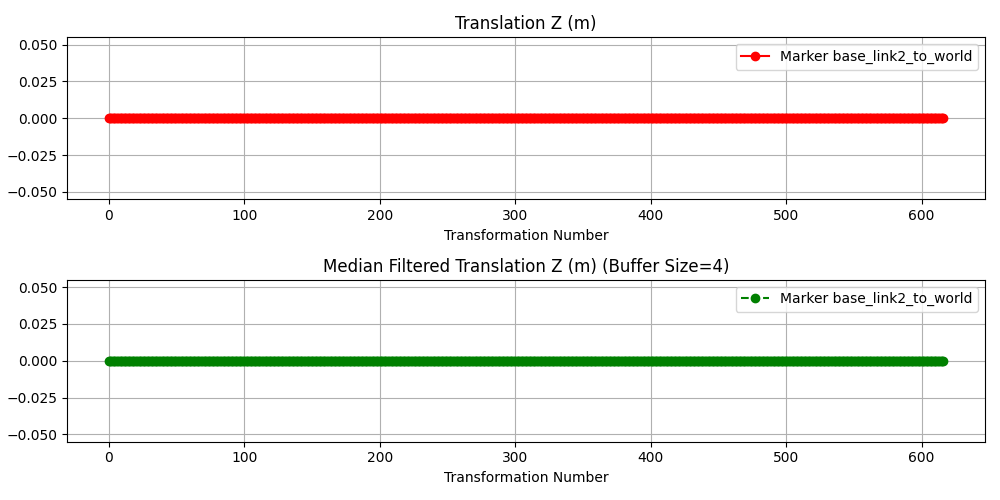 Translation Z (m)
0.050
0.025
0.000
−0.025
−0.050
Marker base_link2_to_world
0 100 200 300 400 500 600
Transformation Number
Median Filtered Translation Z (m) (Buffer Size=4)
0.050
0.025
0.000
−0.025
−0.050
Marker base_link2_to_world
0 100 200 300 400 500 600
Transformation Number